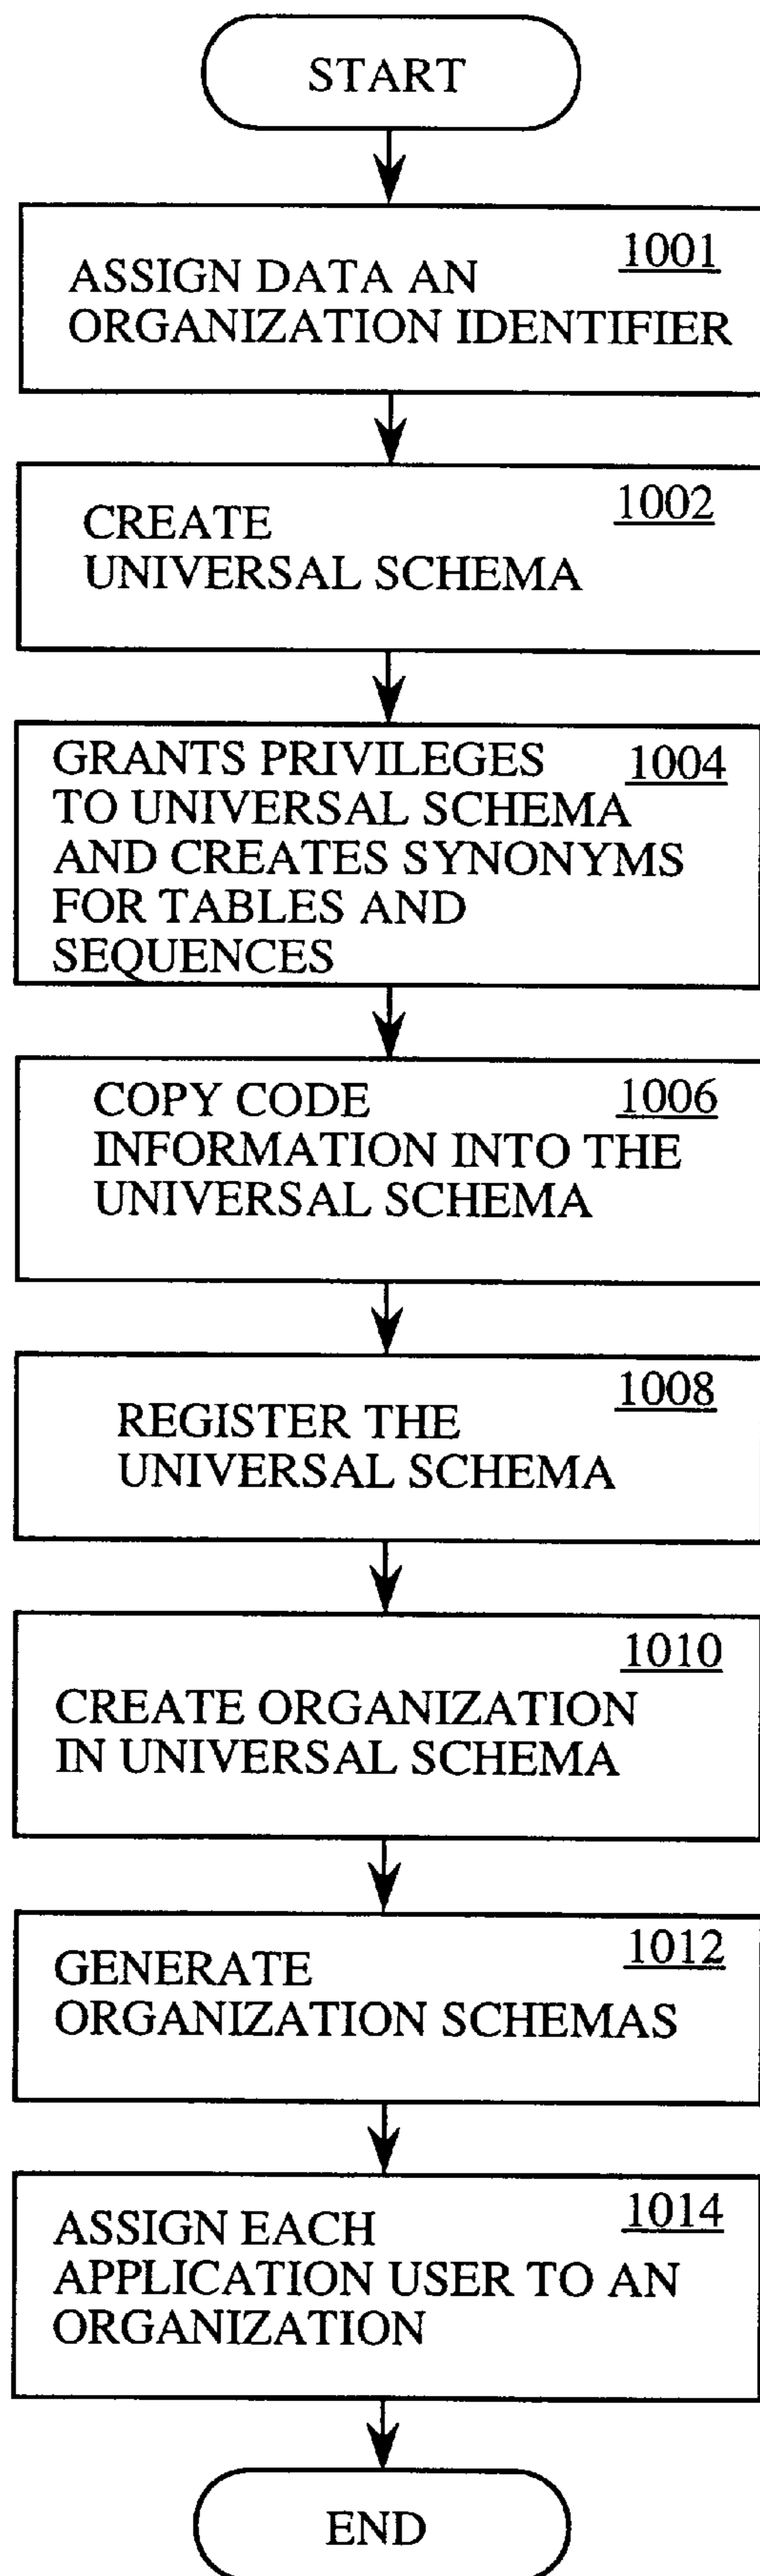 START
1001
ASSIGN DATA AN
ORGANIZATION IDENTIFIER
1002
CREATE
UNIVERSAL SCHEMA
GRANTS PRIVILEGES 1004
TO UNIVERSAL SCHEMA
AND CREATES SYNONYMS
FOR TABLES AND
SEQUENCES
COPY CODE 1006
INFORMATION INTO THE
UNIVERSAL SCHEMA
1008
REGISTER THE
UNIVERSAL SCHEMA
1010
CREATE ORGANIZATION
IN UNIVERSAL SCHEMA
1012
GENERATE
ORGANIZATION SCHEMAS
1014
ASSIGN EACH
APPLICATION USER TO AN
ORGANIZATION
END